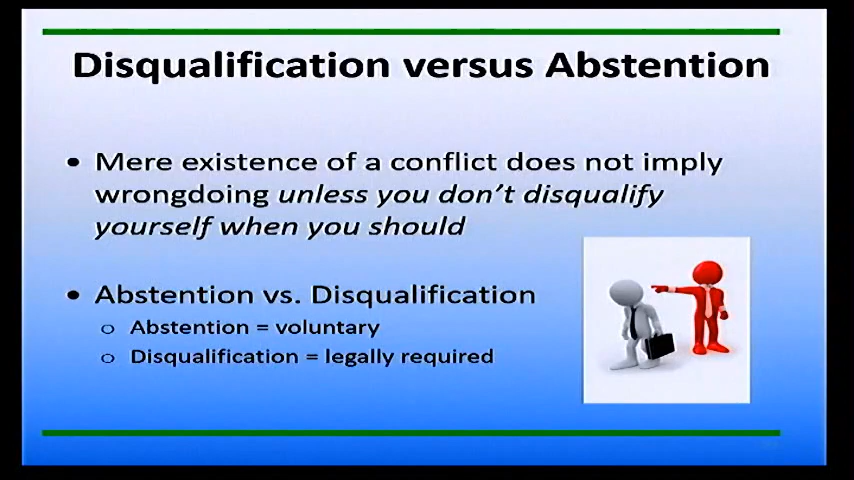 Disqualification versus Abstention
• Mere existence of a conflict does not imply
wrongdoing unless you don't disqualify
yourself when you should
• Abstention vs. Disqualification
o Abstention = voluntary
o Disqualification = legally required